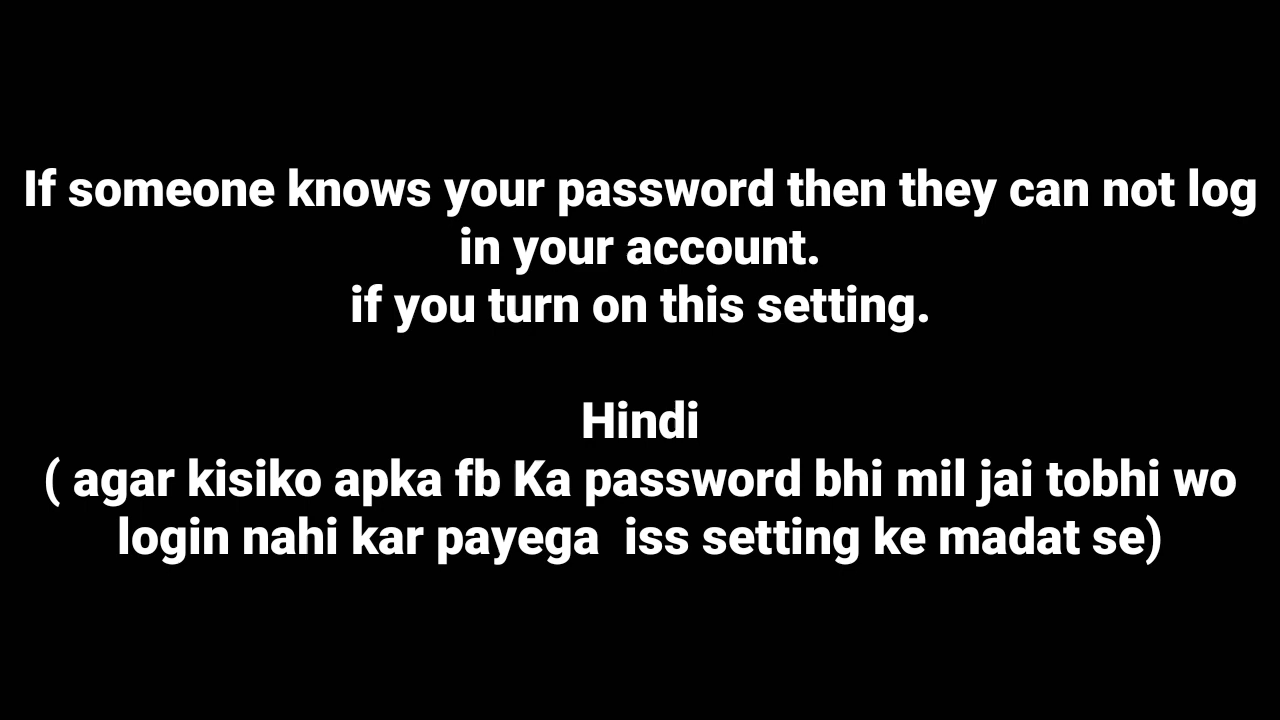 If someone knows your password then they can not log
in your account.
if you turn on this setting.
Hindi
( agar kisiko apka fb Ka password bhi mil jai tobhi wo
login nahi kar payega  iss setting ke madat se)